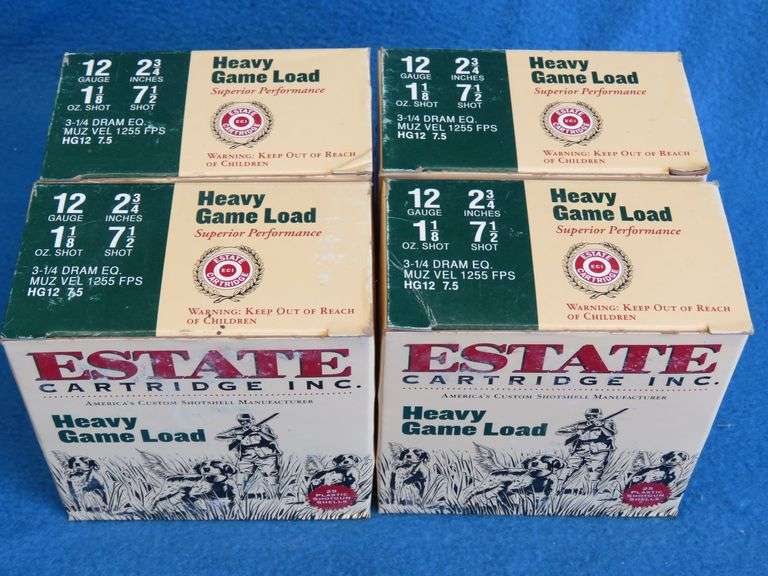 12 2 3/4 Heavy
GAUGE INCHES Game Load
1 1/8 7 1/2 Superior Performance
OZ. SHOT SHOT
ESTATE ECI CARTRIDGE
3-1/4 DRAM EQ.
MUZ VEL 1255 FPS
HG12 7.5
WARNING: KEEP OUT OF REACH
OF CHILDREN
12 2 3/4 Heavy
GAUGE INCHES Game Load
1 1/8 7 1/2 Superior Performance
OZ. SHOT SHOT
ESTATE ECI CARTRIDGE
3-1/4 DRAM EQ.
MUZ VEL 1255 FPS
HG12 7.5
WARNING: KEEP OUT OF REACH
OF CHILDREN
12 2 3/4 Heavy
GAUGE INCHES Game Load
1 1/8 7 1/2 Superior Performance
OZ. SHOT SHOT
ESTATE ECI CARTRIDGE
3-1/4 DRAM EQ.
MUZ VEL 1255 FPS
HG12 7.5
WARNING: KEEP OUT OF REACH
OF CHILDREN
ESTATE
CARTRIDGE INC.
AMERICA'S CUSTOM SHOTSHELL MANUFACTURER
Heavy
Game Load
25
PLASTIC
SHOTGUN
SHELLS
12 2 3/4 Heavy
GAUGE INCHES Game Load
1 1/8 7 1/2 Superior Performance
OZ. SHOT SHOT
ESTATE ECI CARTRIDGE
3-1/4 DRAM EQ.
MUZ VEL 1255 FPS
HG12 7.5
WARNING: KEEP OUT OF REACH
OF CHILDREN
ESTATE
CARTRIDGE INC.
AMERICA'S CUSTOM SHOTSHELL MANUFACTURER
Heavy
Game Load
25
PLASTIC
SHOTGUN
SHELLS